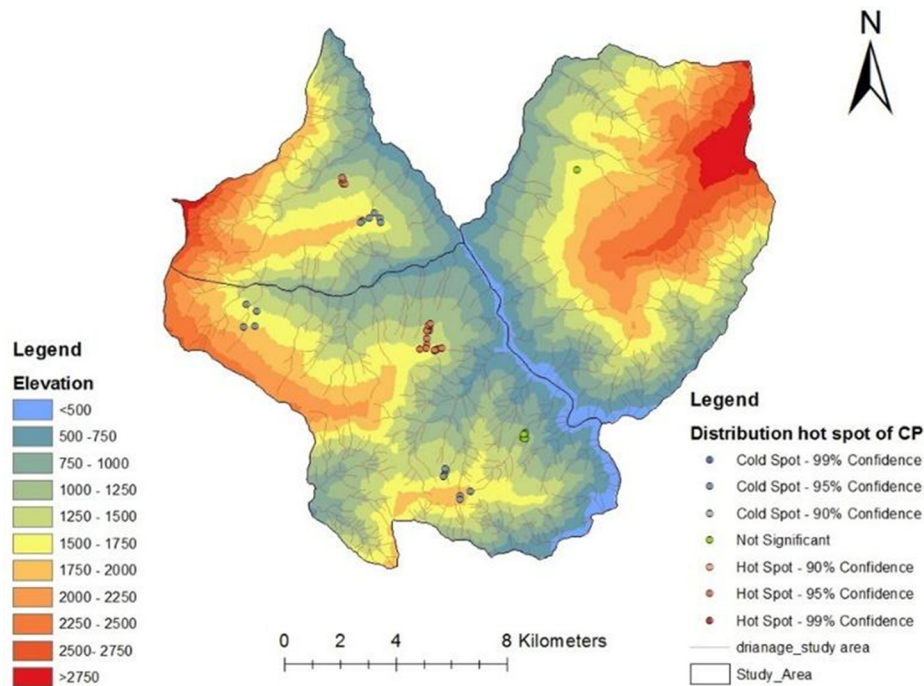 N
Legend
Elevation
<500
500 -750
750 - 1000
1000 - 1250
1250 - 1500
1500 - 1750
1750 - 2000
2000 - 2250
2250 - 2500
2500- 2750
>2750
0 2 4 8 Kilometers
Legend
Distribution hot spot of CP
Cold Spot - 99% Confidence
Cold Spot - 95% Confidence
Cold Spot - 90% Confidence
Not Significant
Hot Spot - 90% Confidence
Hot Spot - 95% Confidence
Hot Spot - 99% Confidence
drianage_study area
Study_Area